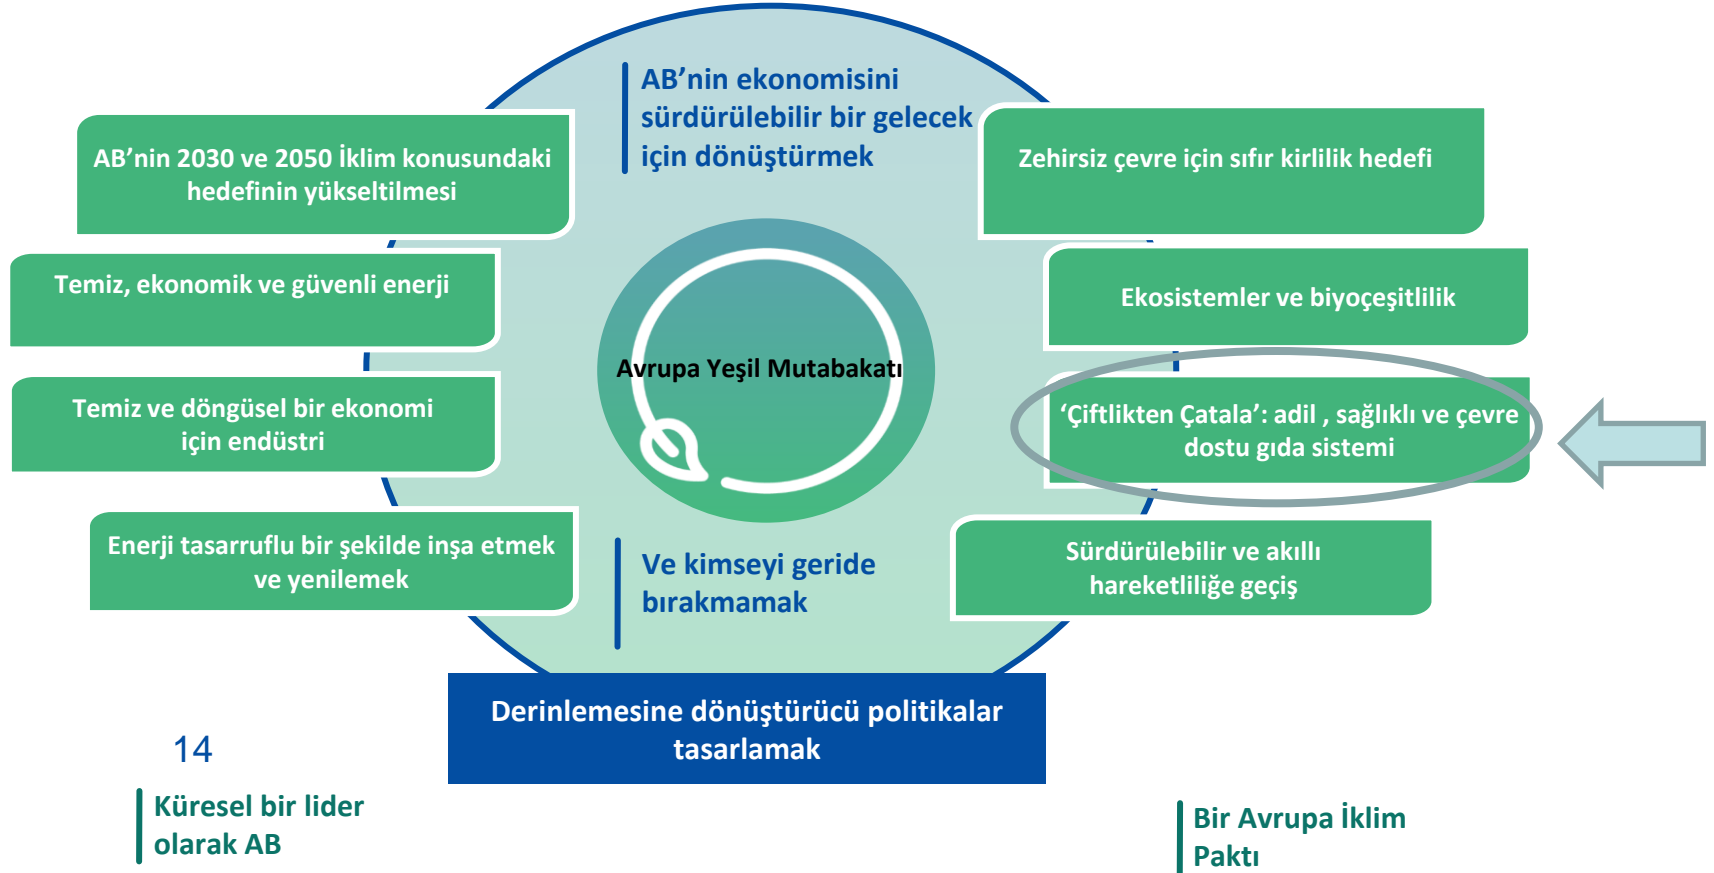 AB’nin ekonomisini
sürdürülebilir bir gelecek
için dönüştürmek
AB’nin 2030 ve 2050 İklim konusundaki
hedefinin yükseltilmesi
Zehirsiz çevre için sıfır kirlilik hedefi
Temiz, ekonomik ve güvenli enerji
Ekosistemler ve biyoçeşitlilik
Avrupa Yeşil Mutabakatı
Temiz ve döngüsel bir ekonomi
için endüstri
‘Çiftlikten Çatala’: adil , sağlıklı ve çevre
dostu gıda sistemi
Enerji tasarruflu bir şekilde inşa etmek
ve yenilemek
Ve kimseyi geride
bırakmamak
Sürdürülebilir ve akıllı
hareketliliğe geçiş
Derinlemesine dönüştürücü politikalar
tasarlamak
14
Küresel bir lider
olarak AB
Bir Avrupa İklim
Paktı